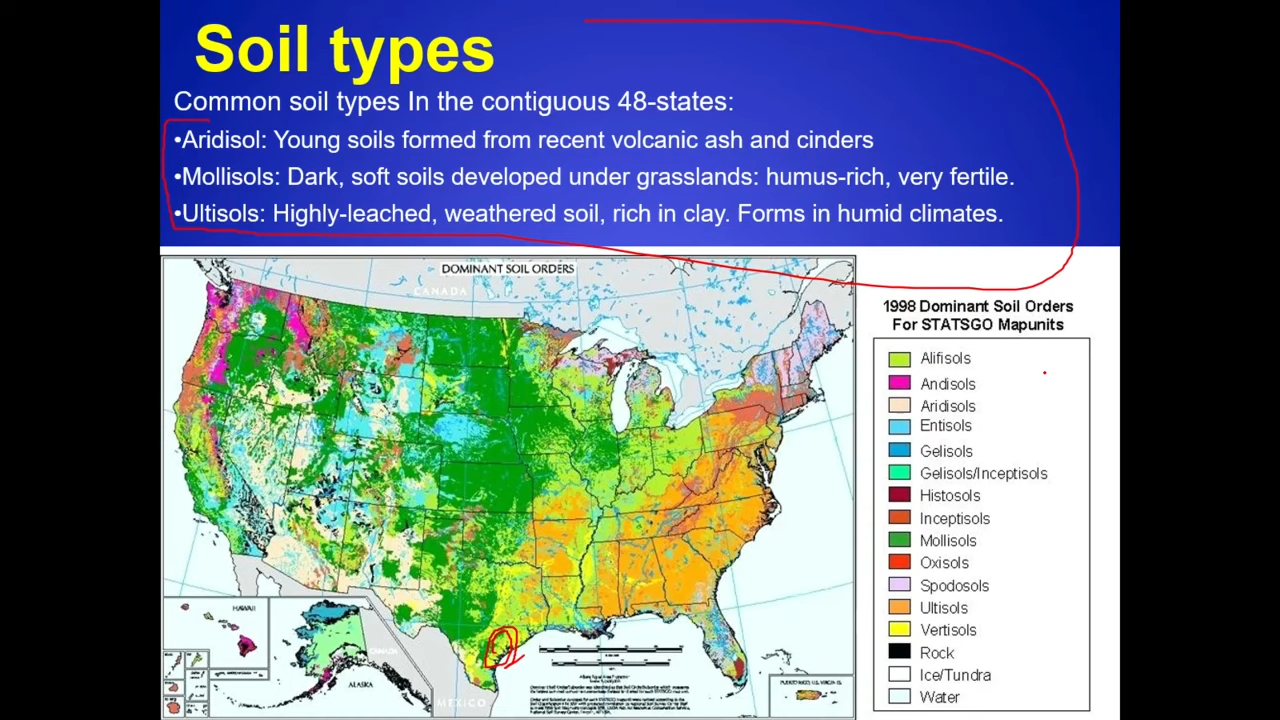 Soil types
Common soil types In the contiguous 48-states:
•Aridisol: Young soils formed from recent volcanic ash and cinders
•Mollisols: Dark, soft soils developed under grasslands: humus-rich, very fertile.
•Ultisols: Highly-leached, weathered soil, rich in clay. Forms in humid climates.
DOMINANT SOIL ORDERS
CANADA
1998 Dominant Soil Orders
For STATSGO Mapunits
Alifisols
Andisols
Aridisols
Entisols
Gelisols
Gelisols/Inceptisols
Histosols
Inceptisols
Mollisols
Oxisols
Spodosols
Ultisols
Vertisols
Rock
Ice/Tundra
Water
HAWAII
CANADA
ALASKA
MEXICO